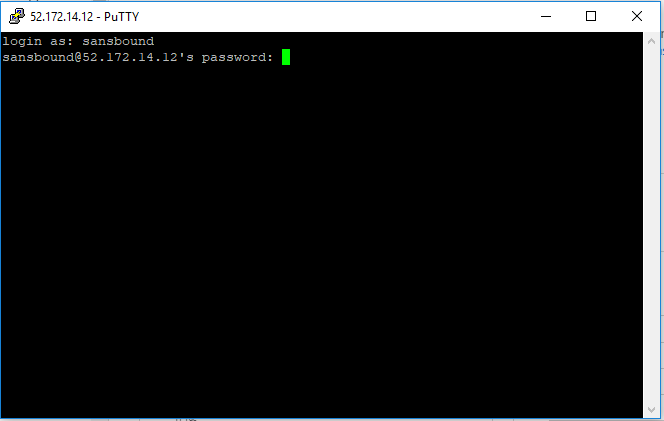 52.172.14.12 - PuTTY
login as: sansbound
sansbound@52.172.14.12's password: